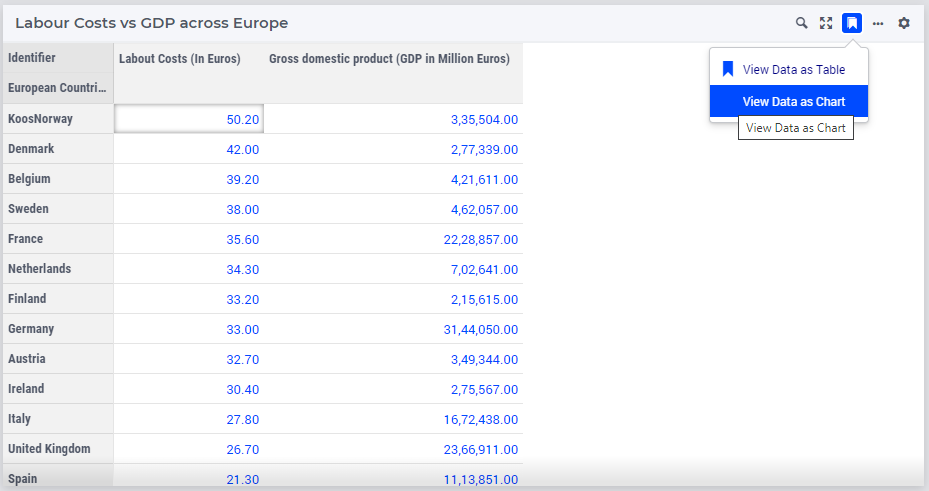 Labour Costs vs GDP across Europe
Identifier
Labout Costs (In Euros) Gross domestic product (GDP in Million Euros)
European Countri...
View Data as Table
View Data as Chart
View Data as Chart
KoosNorway 50.20 3,35,504.00
Denmark 42.00 2,77,339.00
Belgium 39.20 4,21,611.00
Sweden 38.00 4,62,057.00
France 35.60 22,28,857.00
Netherlands 34.30 7,02,641.00
Finland 33.20 2,15,615.00
Germany 33.00 31,44,050.00
Austria 32.70 3,49,344.00
Ireland 30.40 2,75,567.00
Italy 27.80 16,72,438.00
United Kingdom 26.70 23,66,911.00
Spain 21.30 11,13,851.00